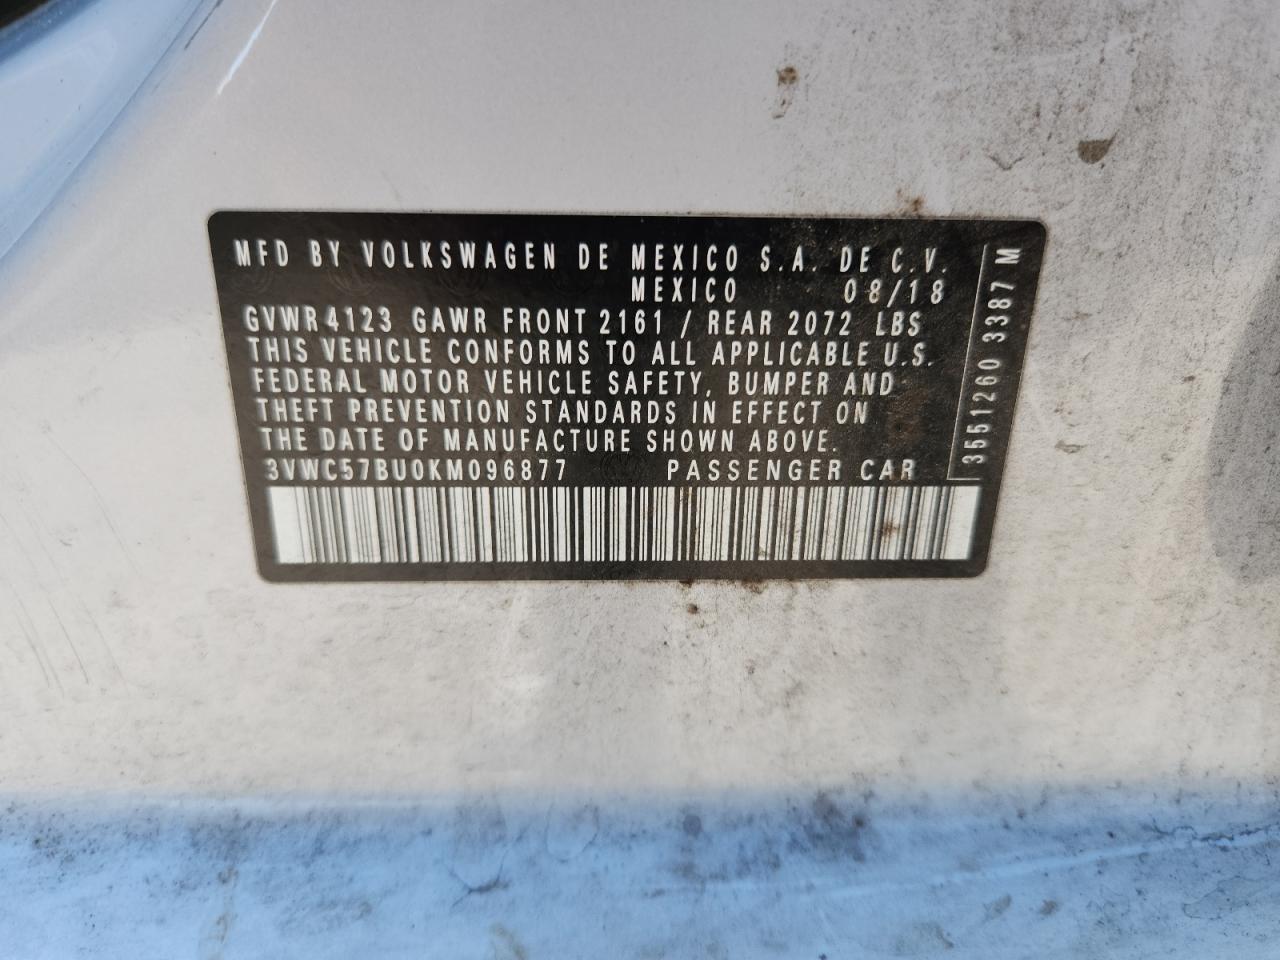 MFD BY VOLKSWAGEN DE MEXICO S.A. DE C.V.
MEXICO 08/18
GVWR 4123 GAWR FRONT 2161 / REAR 2072 LBS
THIS VEHICLE CONFORMS TO ALL APPLICABLE U.S.
FEDERAL MOTOR VEHICLE SAFETY, BUMPER AND
THEFT PREVENTION STANDARDS IN EFFECT ON
THE DATE OF MANUFACTURE SHOWN ABOVE.
3VWC57BU0KM096877 PASSENGER CAR
3551260 3387 M